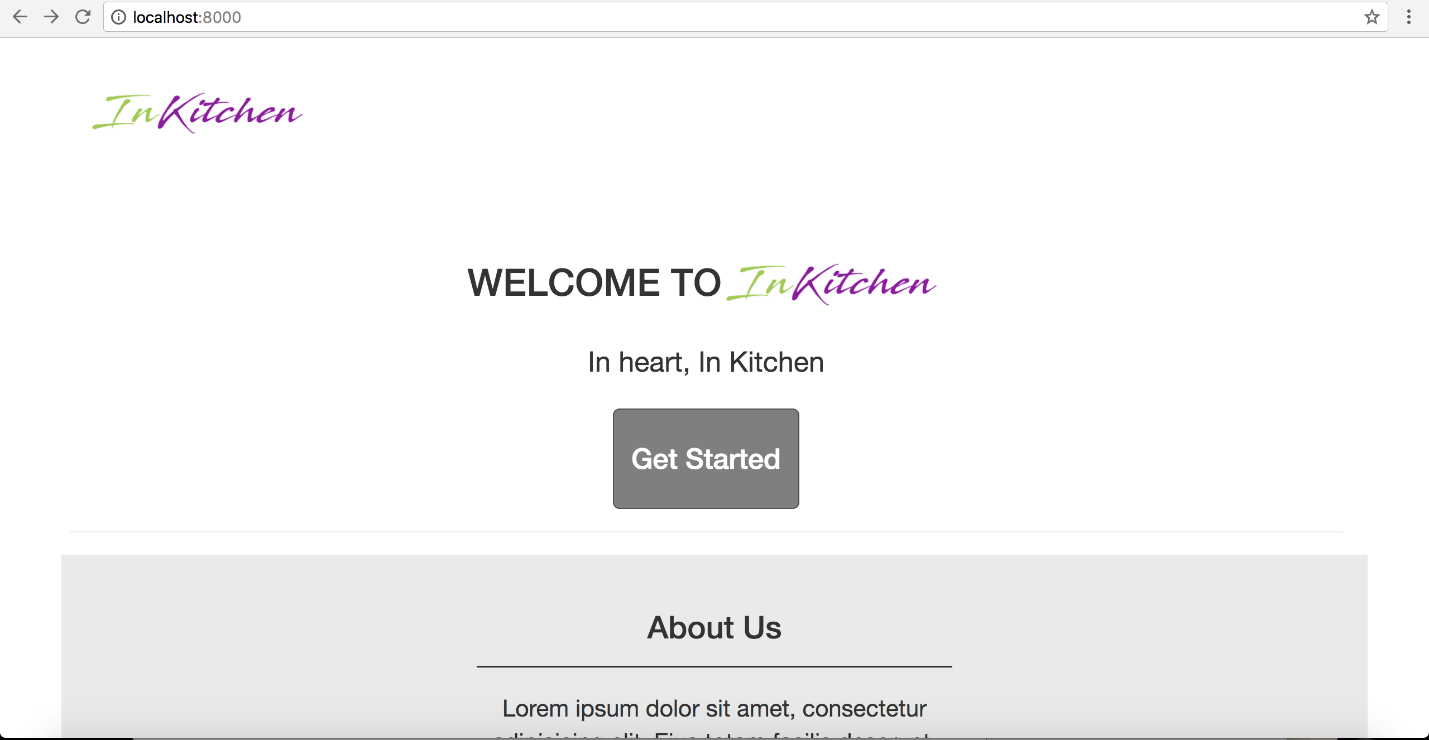 localhost:8000
InKitchen
WELCOME TO InKitchen
In heart, In Kitchen
Get Started
About Us
Lorem ipsum dolor sit amet, consectetur